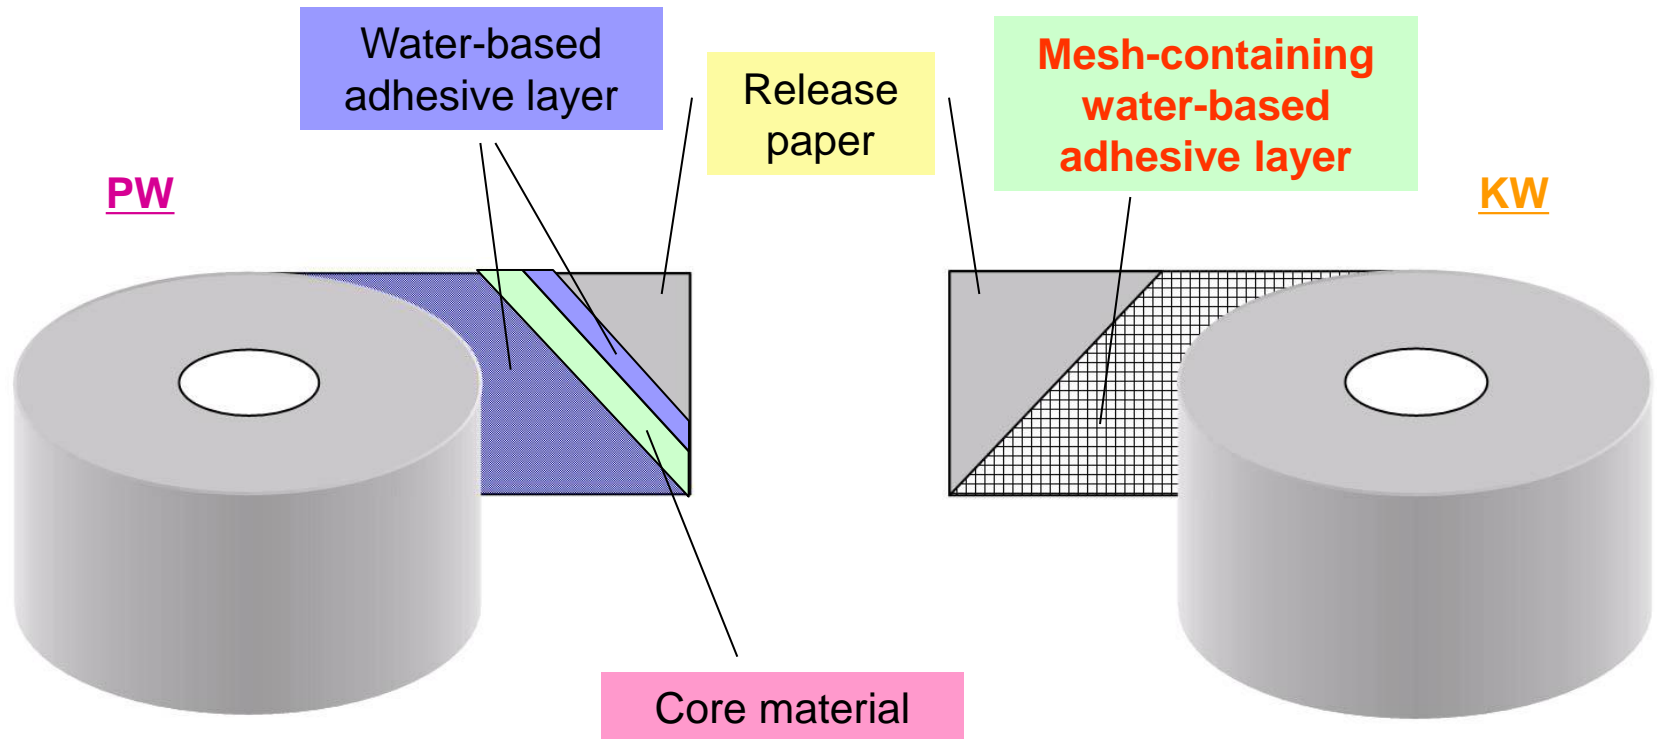 Water-based
adhesive layer
Release
paper
Mesh-containing
water-based
adhesive layer
PW
KW
Core material